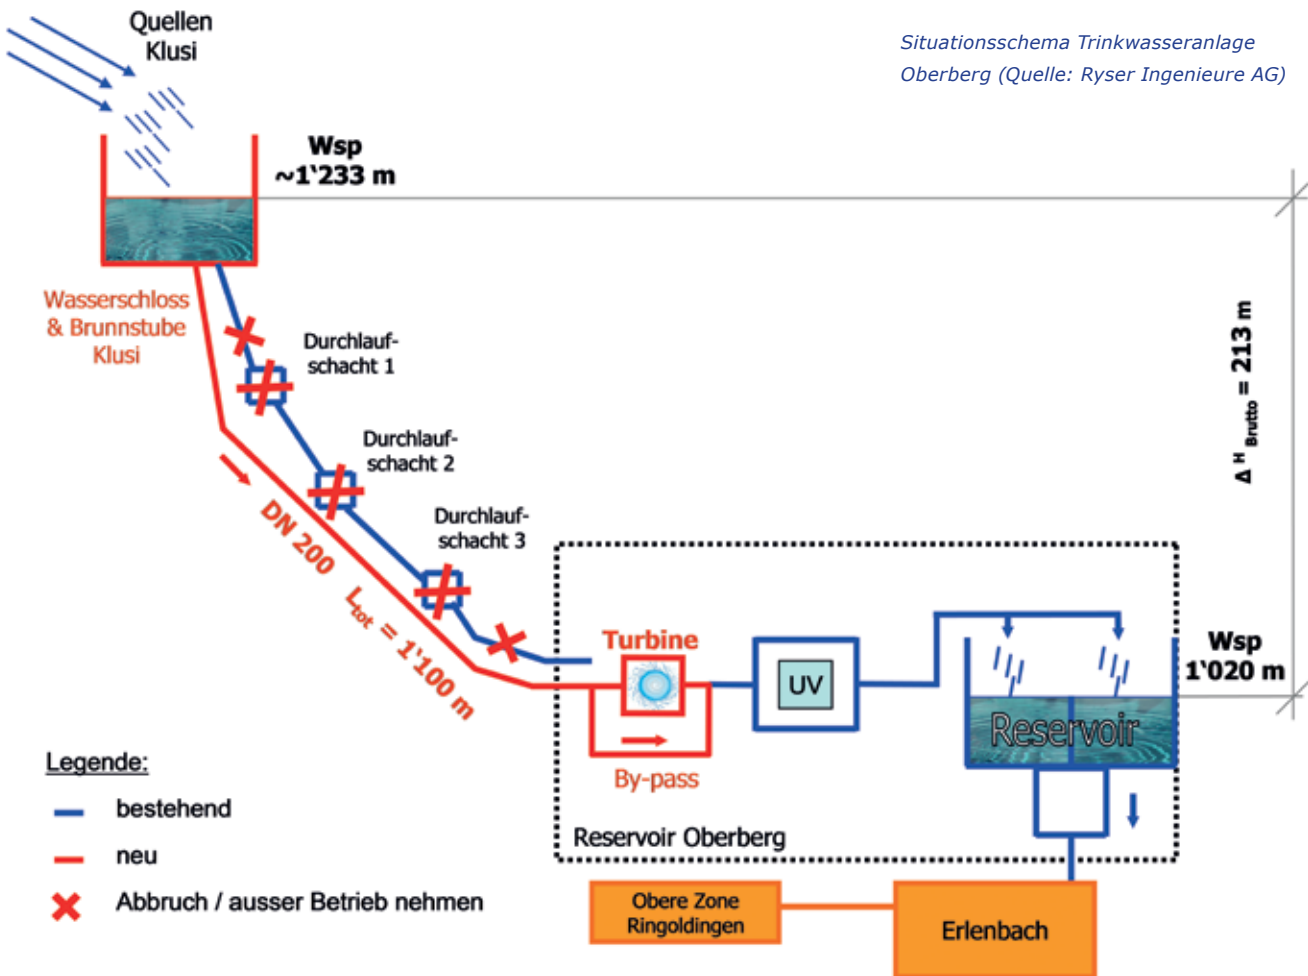 Quellen
Klusi
Situationsschema Trinkwasseranlage
Oberberg (Quelle: Ryser Ingenieure AG)
Wsp
~1'233 m
Wasserschloss
& Brunnstube
Klusi
Durchlauf-
schacht 1
Durchlauf-
schacht 2
Durchlauf-
schacht 3
Δ H Brutto = 213 m
DN 200 Ltot = 1'100 m
Turbine
By-pass
UV
Wsp
1'020 m
Reservoir
Reservoir Oberberg
Legende:
bestehend
neu
Abbruch / ausser Betrieb nehmen
Obere Zone
Ringoldingen
Erlenbach